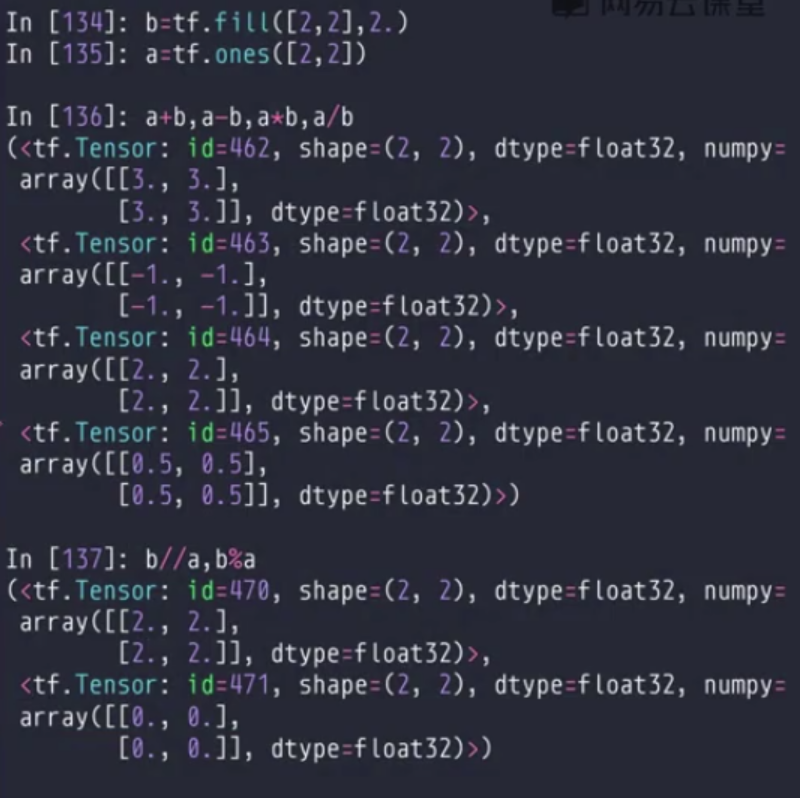 网易云课堂
In [134]: b=tf.fill([2,2],2.)
In [135]: a=tf.ones([2,2])
In [136]: a+b,a-b,a*b,a/b
(<tf.Tensor: id=462, shape=(2, 2), dtype=float32, numpy=
array([[3., 3.],
[3., 3.]], dtype=float32)>,
<tf.Tensor: id=463, shape=(2, 2), dtype=float32, numpy=
array([[-1., -1.],
[-1., -1.]], dtype=float32)>,
<tf.Tensor: id=464, shape=(2, 2), dtype=float32, numpy=
array([[2., 2.],
[2., 2.]], dtype=float32)>,
<tf.Tensor: id=465, shape=(2, 2), dtype=float32, numpy=
array([[0.5, 0.5],
[0.5, 0.5]], dtype=float32)>)
In [137]: b//a,b%a
(<tf.Tensor: id=470, shape=(2, 2), dtype=float32, numpy=
array([[2., 2.],
[2., 2.]], dtype=float32)>,
<tf.Tensor: id=471, shape=(2, 2), dtype=float32, numpy=
array([[0., 0.],
[0., 0.]], dtype=float32)>)